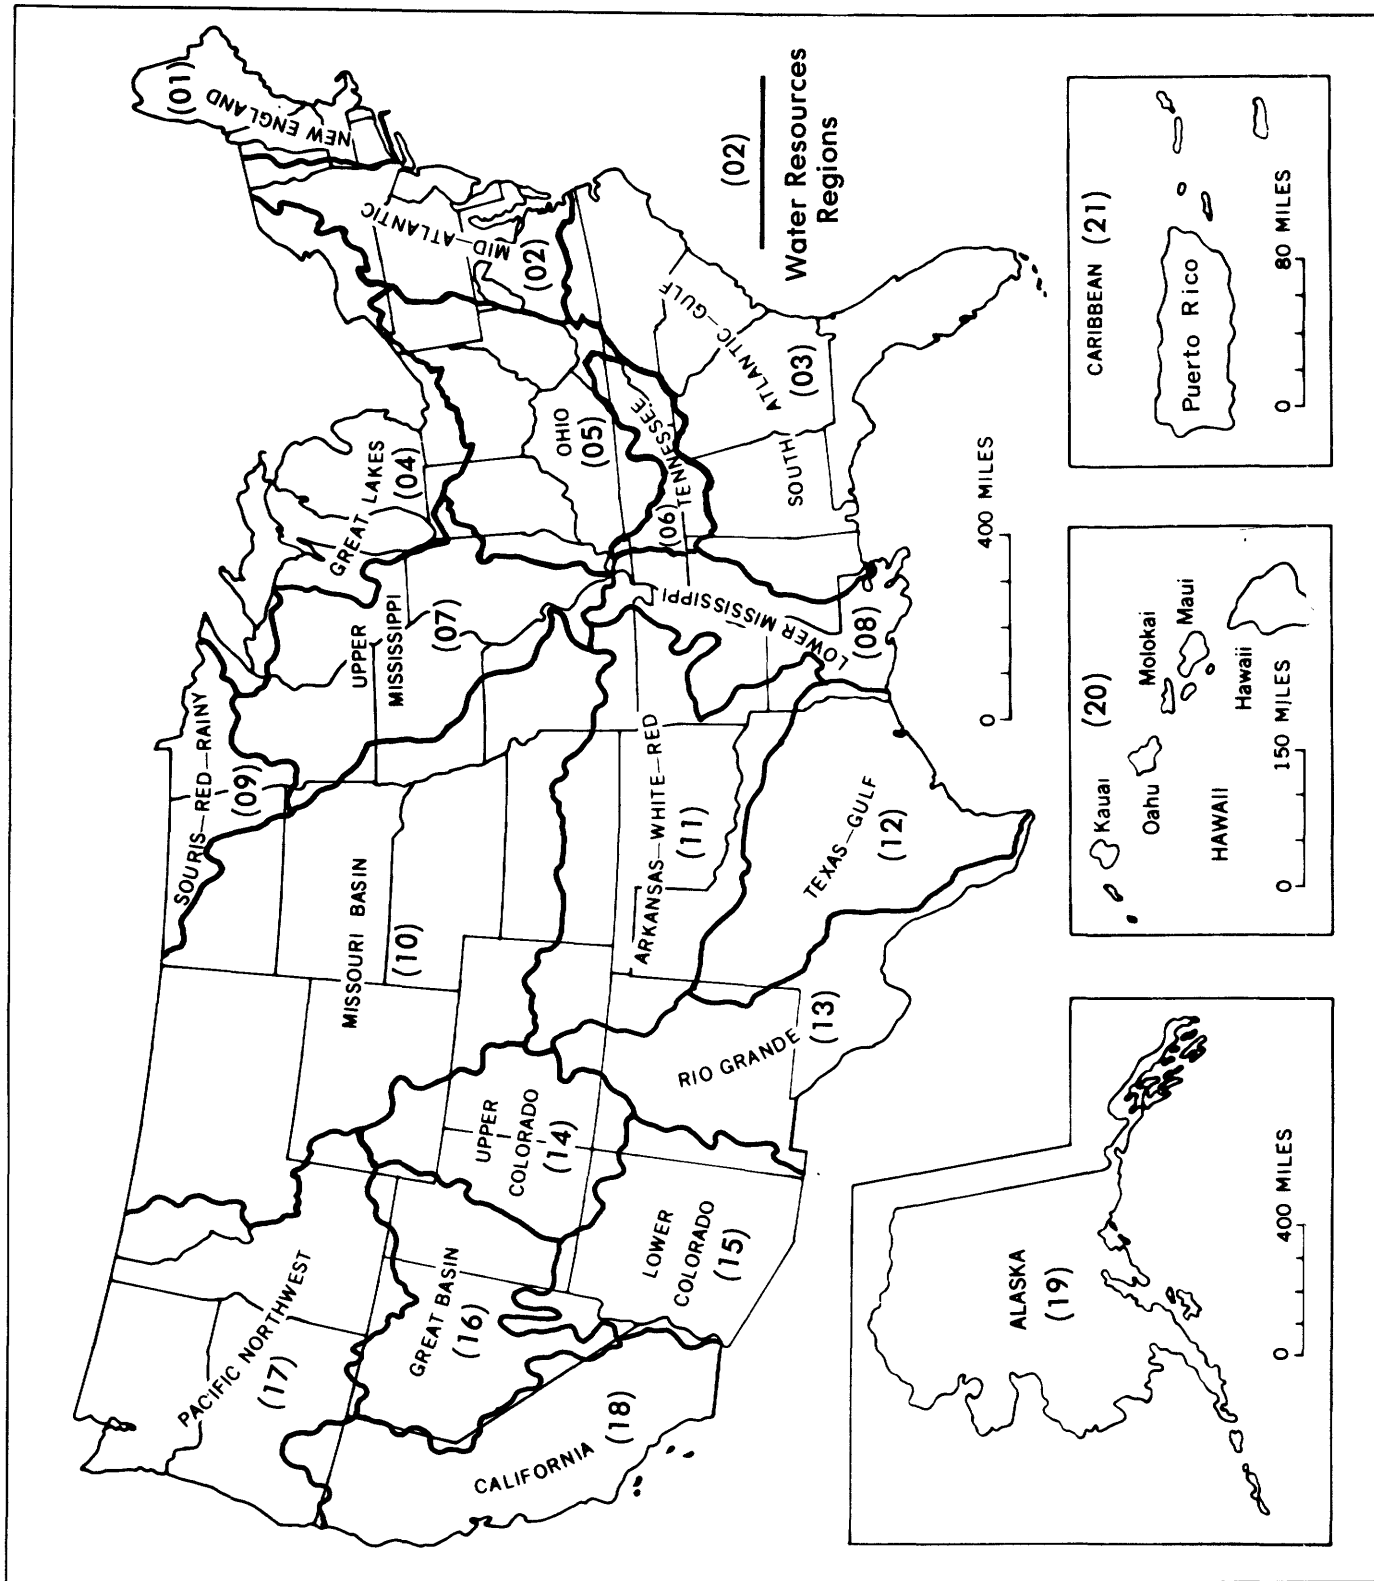 PACIFIC NORTHWEST
(17)
CALIFORNIA
(18)
GREAT BASIN
(16)
LOWER
COLORADO
(15)
UPPER
COLORADO
(14)
RIO GRANDE
(13)
MISSOURI BASIN
(10)
SOURIS—RED—RAINY
(09)
ARKANSAS—WHITE—RED
(11)
TEXAS—GULF
(12)
UPPER
MISSISSIPPI
(07)
LOWER MISSISSIPPI
(08)
GREAT LAKES
(04)
OHIO
(05)
TENNESSEE
(06)
SOUTH
ATLANTIC—GULF
(03)
MID—ATLANTIC
(02)
NEW ENGLAND
(01)
(02)
Water Resources
Regions
0 400 MILES
ALASKA
(19)
0 400 MILES
(20)
Kauai
Oahu
Molokai
Maui
Hawaii
HAWAII
0 150 MILES
CARIBBEAN (21)
Puerto Rico
0 80 MILES